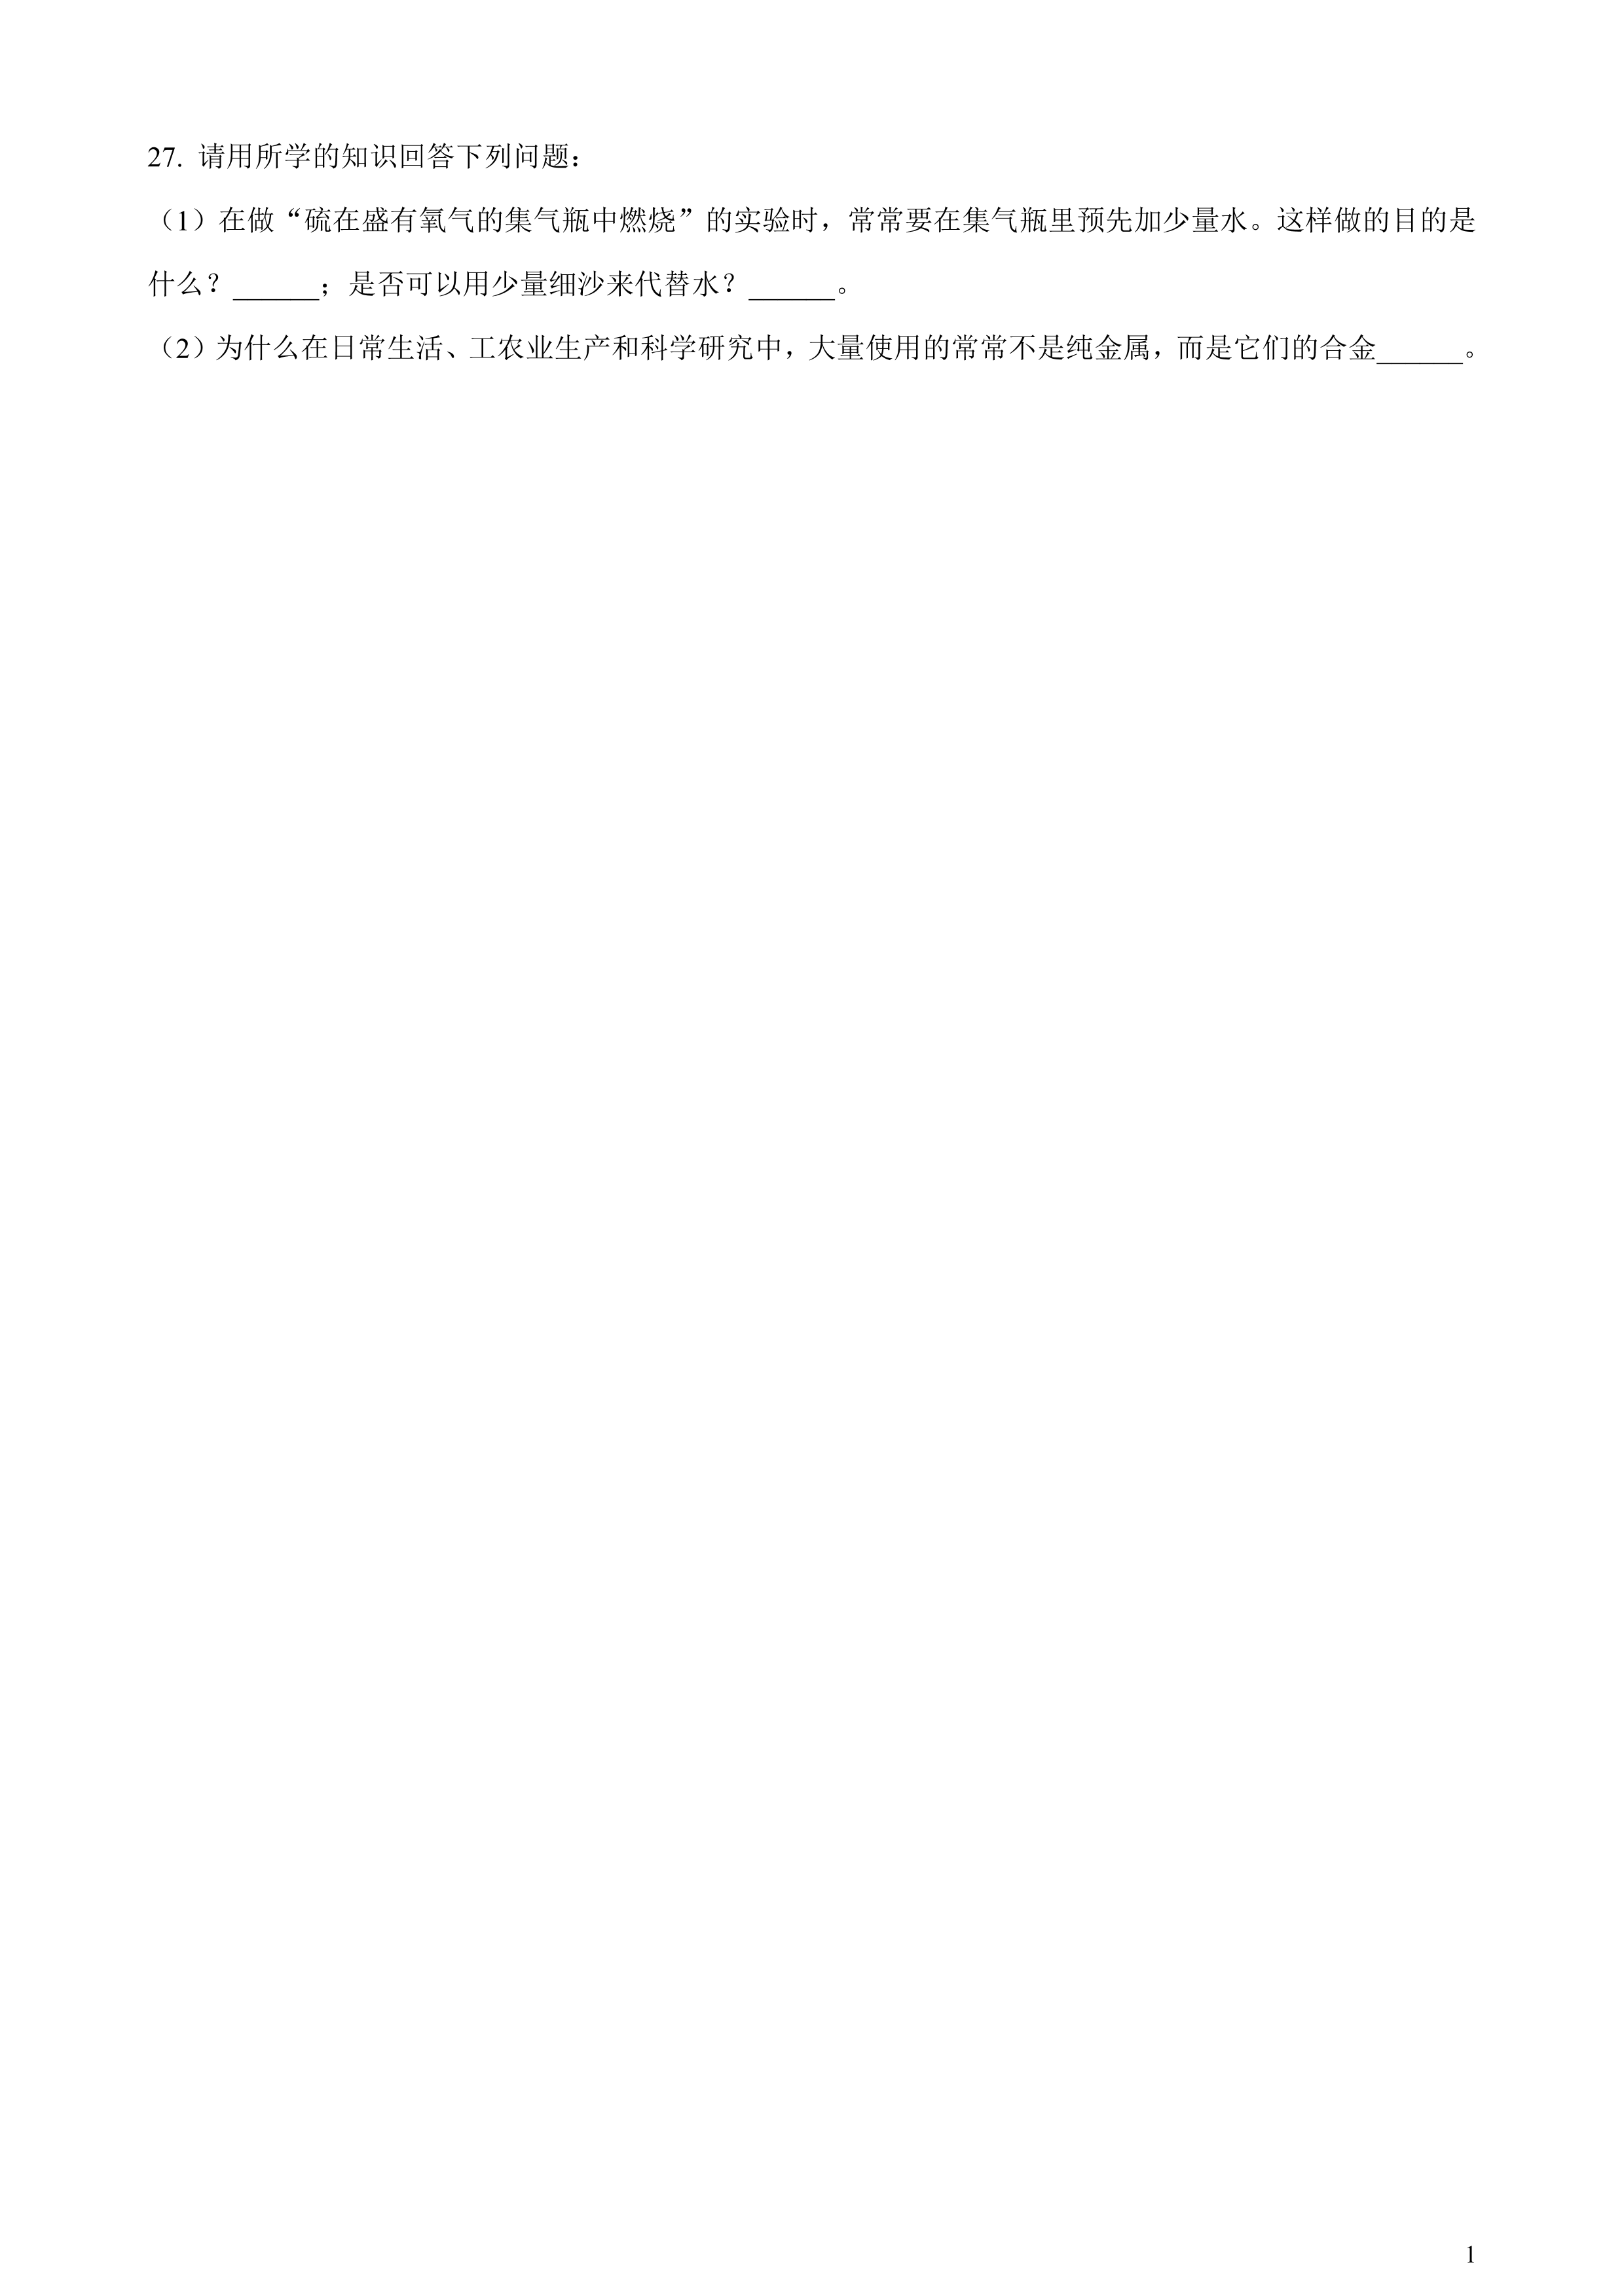 27. 请用所学的知识回答下列问题：
（1）在做“硫在盛有氧气的集气瓶中燃烧”的实验时，常常要在集气瓶里预先加少量水。这样做的目的是
什么？______；是否可以用少量细沙来代替水？______。
（2）为什么在日常生活、工农业生产和科学研究中，大量使用的常常不是纯金属，而是它们的合金______。
1